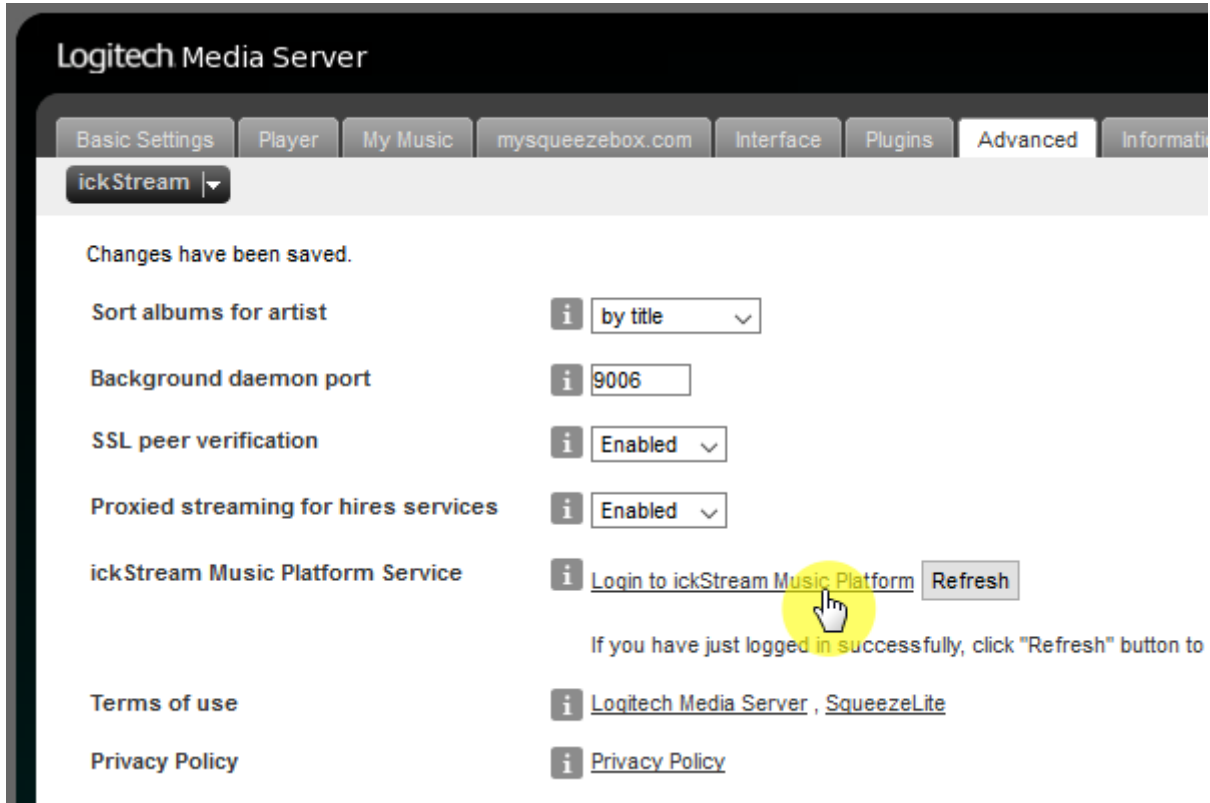 Logitech Media Server
Basic Settings Player My Music mysqueezebox.com Interface Plugins Advanced
ickStream
Changes have been saved.
Sort albums for artist i by title
Background daemon port i 9006
SSL peer verification i Enabled
Proxied streaming for hires services i Enabled
ickStream Music Platform Service i Login to ickStream Music Platform Refresh
If you have just logged in successfully, click "Refresh" button to
Terms of use i Logitech Media Server , SqueezeLite
Privacy Policy i Privacy Policy